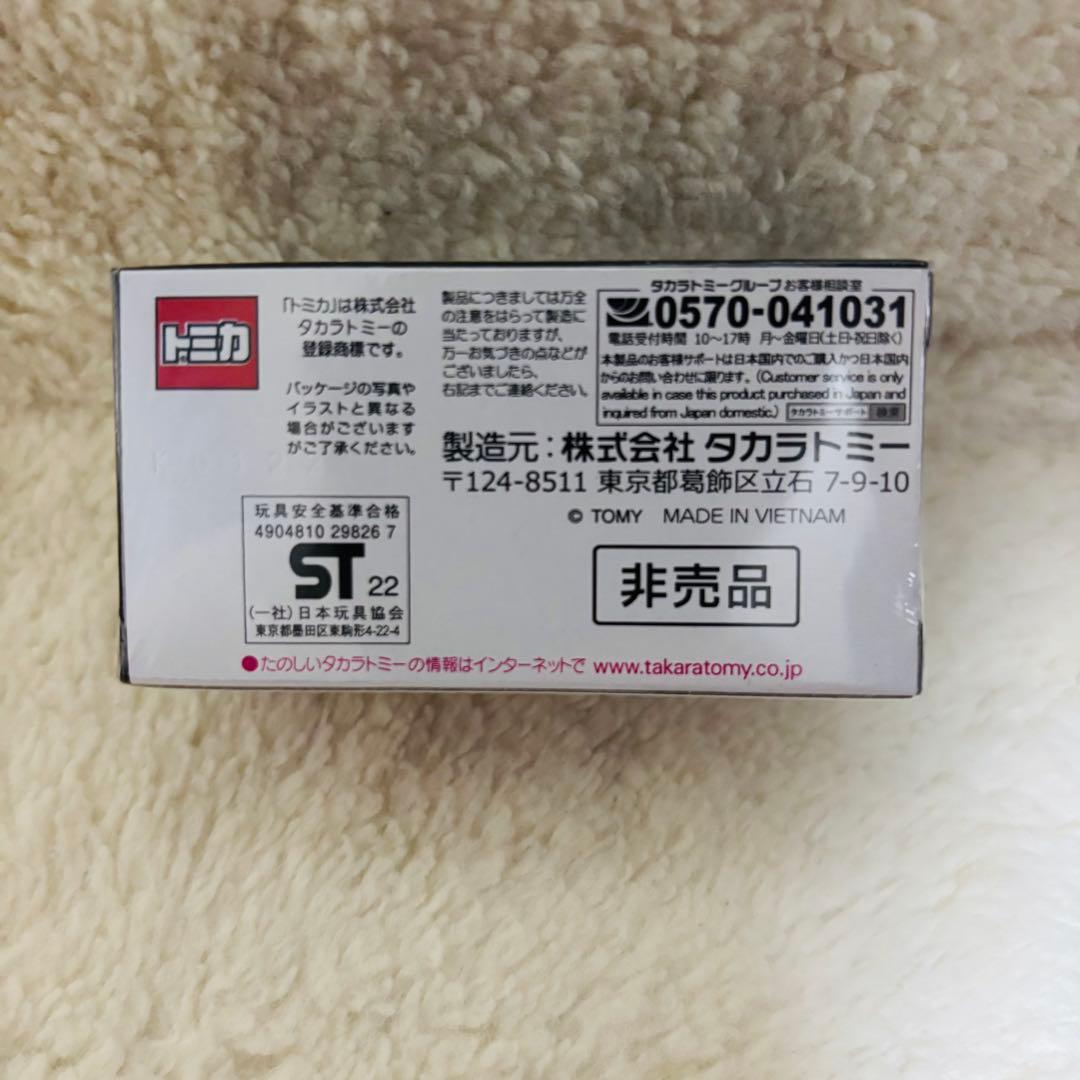 トミカ
「トミカ」は株式会社
タカラトミーの
登録商標です。
パッケージの写真や
イラストと異なる
場合がございます
がご了承ください。
製品につきましては万全
の注意をはらって製造に
当たっておりますが、
万一お気づきの点などが
ございましたら、
右記までご連絡ください。
タカラトミーグループお客様相談室
0570-041031
電話受付時間 10〜17時 月〜金曜日(土日・祝日除く)
本製品のお客様サポートは日本国内でのご購入かつ日本国内
からのお問い合わせに限ります。(Customer service is only
available in case this product purchased in Japan and
inquired from Japan domestic.) タカラトミーサポート 検索
製造元：株式会社 タカラトミー
〒124-8511 東京都葛飾区立石 7-9-10
© TOMY MADE IN VIETNAM
玩具安全基準合格
4904810 29826 7
ST 22
(一社)日本玩具協会
東京都墨田区東駒形4-22-4
非売品
●たのしいタカラトミーの情報はインターネットで www.takaratomy.co.jp